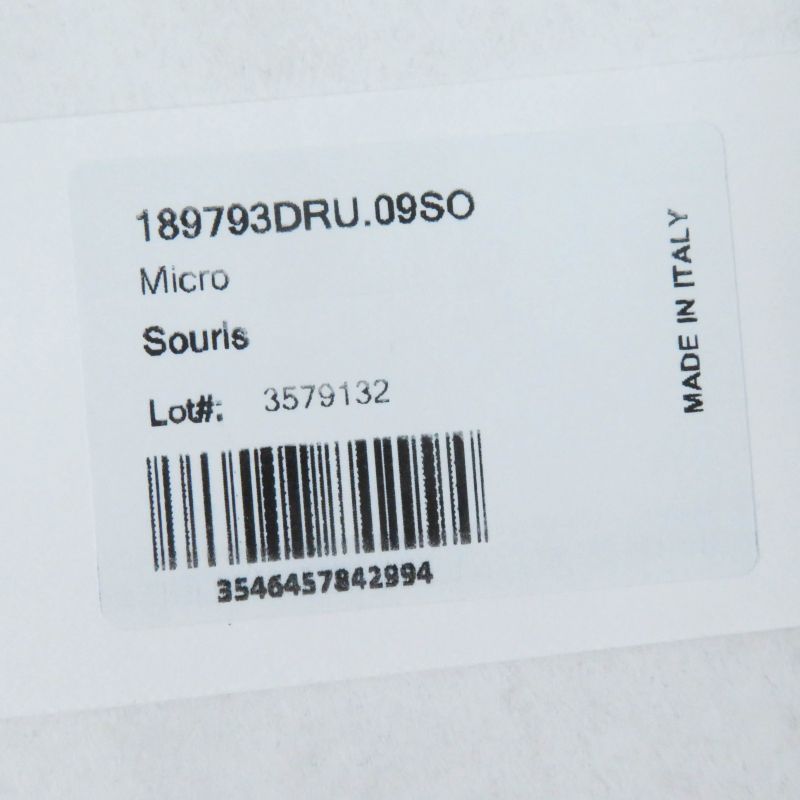 189793DRU.09SO
Micro
Souris
Lot#: 3579132
3546457842994
MADE IN ITALY